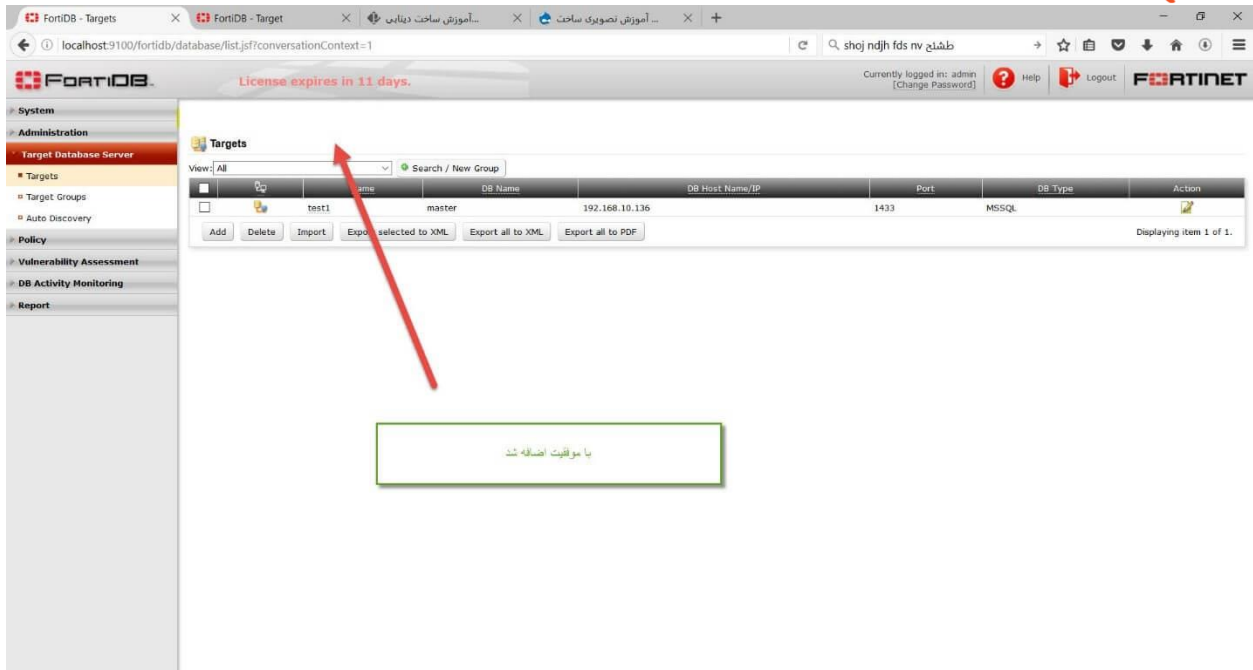 FortiDB - Targets
FortiDB - Target
آموزش ساخت دیتابی...
آموزش تصویری ساخت ...
localhost:9100/fortidb/database/list.jsf?conversationContext=1
shoj ndjh fds nv طشئح
FORTIDB
License expires in 11 days.
Currently logged in: admin
[Change Password]
Help
Logout
FORTINET
System
Administration
Target Database Server
Targets
Target Groups
Auto Discovery
Policy
Vulnerability Assessment
DB Activity Monitoring
Report
Targets
View: All Search / New Group
DB Name DB Host Name/IP Port DB Type Action
test1 master 192.168.10.136 1433 MSSQL
Add Delete Import Export selected to XML Export all to XML Export all to PDF Displaying item 1 of 1.
با موفقیت اضافه شد